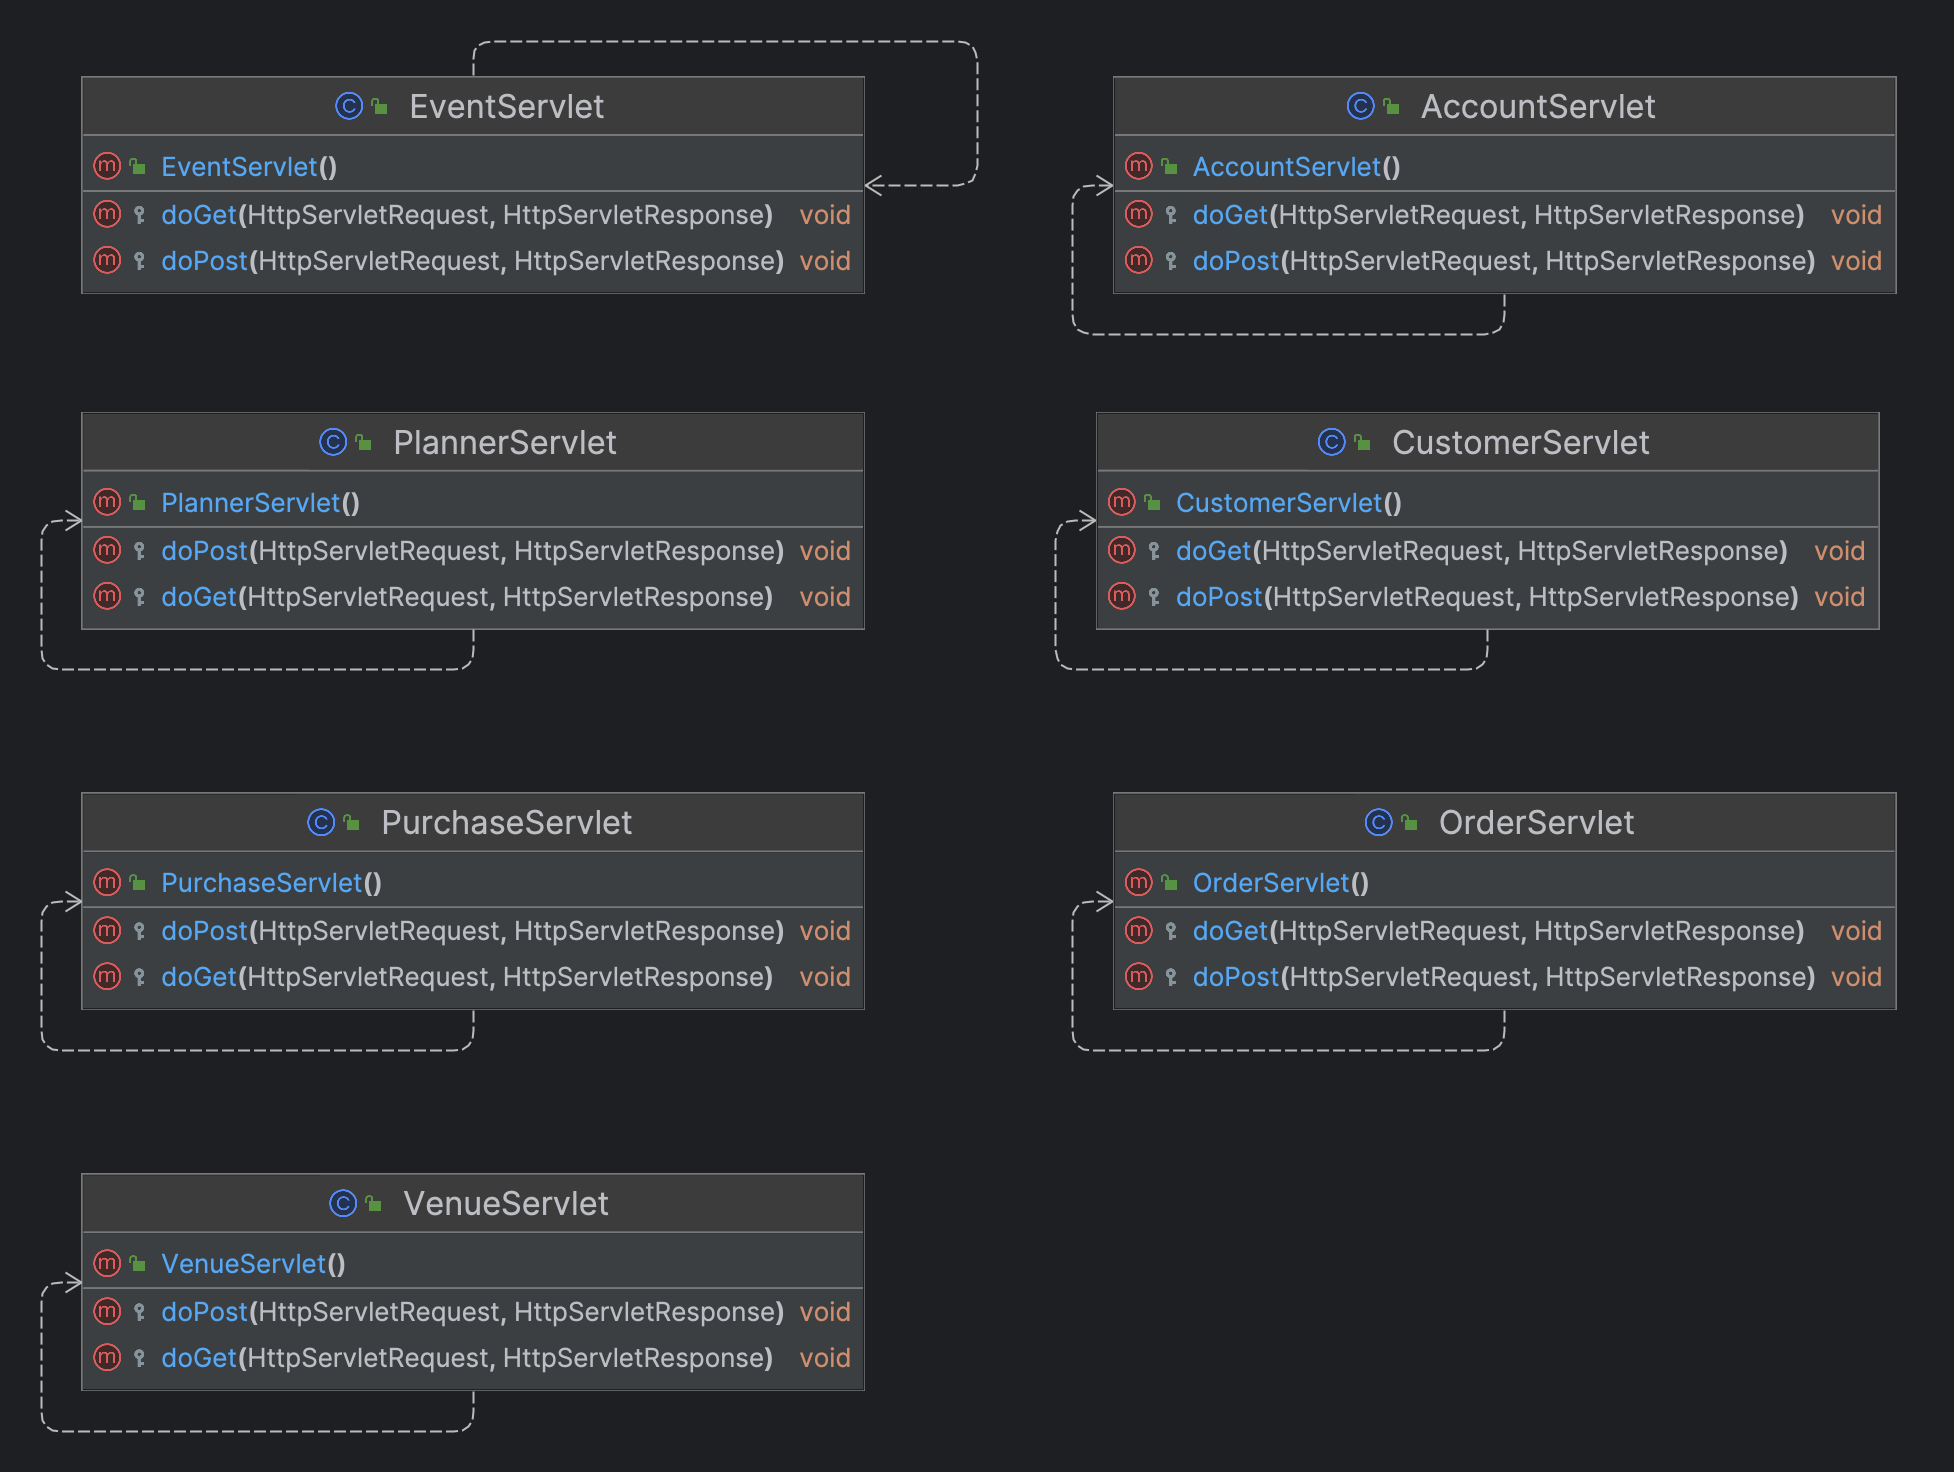 EventServlet
EventServlet()
doGet(HttpServletRequest, HttpServletResponse) void
doPost(HttpServletRequest, HttpServletResponse) void
AccountServlet
AccountServlet()
doGet(HttpServletRequest, HttpServletResponse) void
doPost(HttpServletRequest, HttpServletResponse) void
PlannerServlet
PlannerServlet()
doPost(HttpServletRequest, HttpServletResponse) void
doGet(HttpServletRequest, HttpServletResponse) void
CustomerServlet
CustomerServlet()
doGet(HttpServletRequest, HttpServletResponse) void
doPost(HttpServletRequest, HttpServletResponse) void
PurchaseServlet
PurchaseServlet()
doPost(HttpServletRequest, HttpServletResponse) void
doGet(HttpServletRequest, HttpServletResponse) void
OrderServlet
OrderServlet()
doGet(HttpServletRequest, HttpServletResponse) void
doPost(HttpServletRequest, HttpServletResponse) void
VenueServlet
VenueServlet()
doPost(HttpServletRequest, HttpServletResponse) void
doGet(HttpServletRequest, HttpServletResponse) void